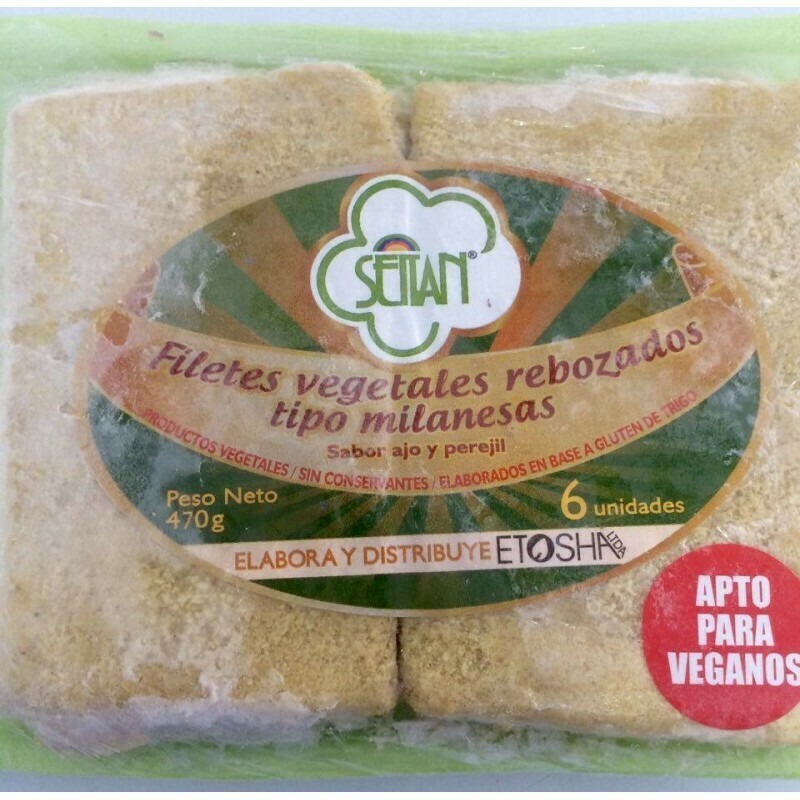 SEITAN®
Filetes vegetales rebozados
tipo milanesas
Sabor ajo y perejil
PRODUCTOS VEGETALES / SIN CONSERVANTES / ELABORADOS EN BASE A GLUTEN DE TRIGO
Peso Neto
470g
6 unidades
ELABORA Y DISTRIBUYE ETOSHA LTDA
APTO
PARA
VEGANOS